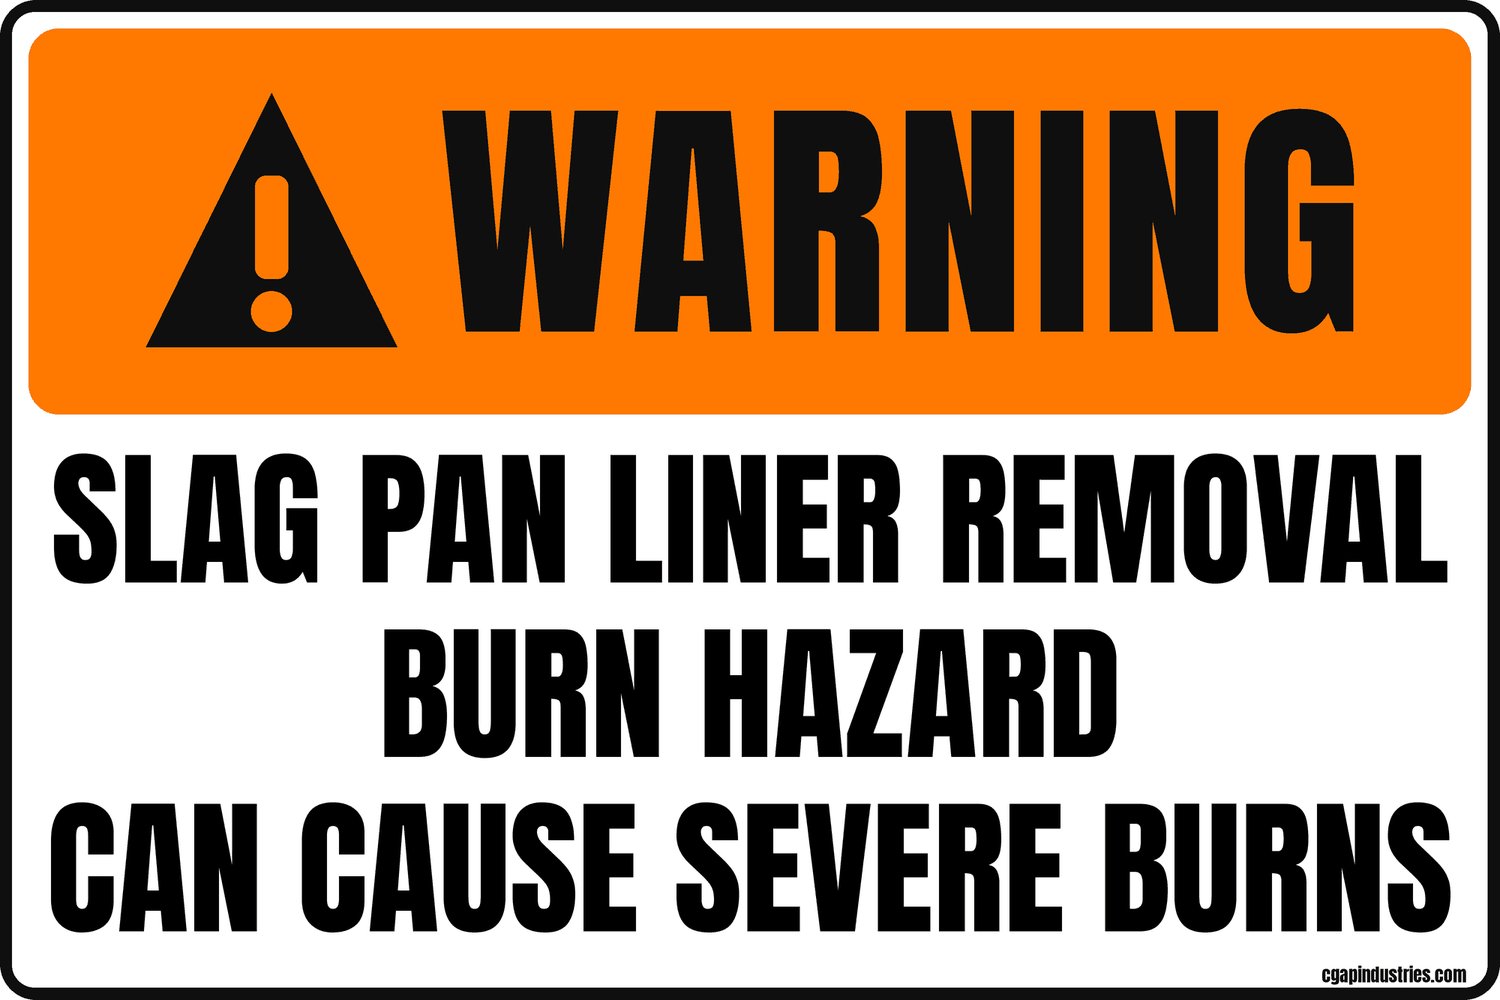 WARNING
SLAG PAN LINER REMOVAL
BURN HAZARD
CAN CAUSE SEVERE BURNS
cgapindustries.com